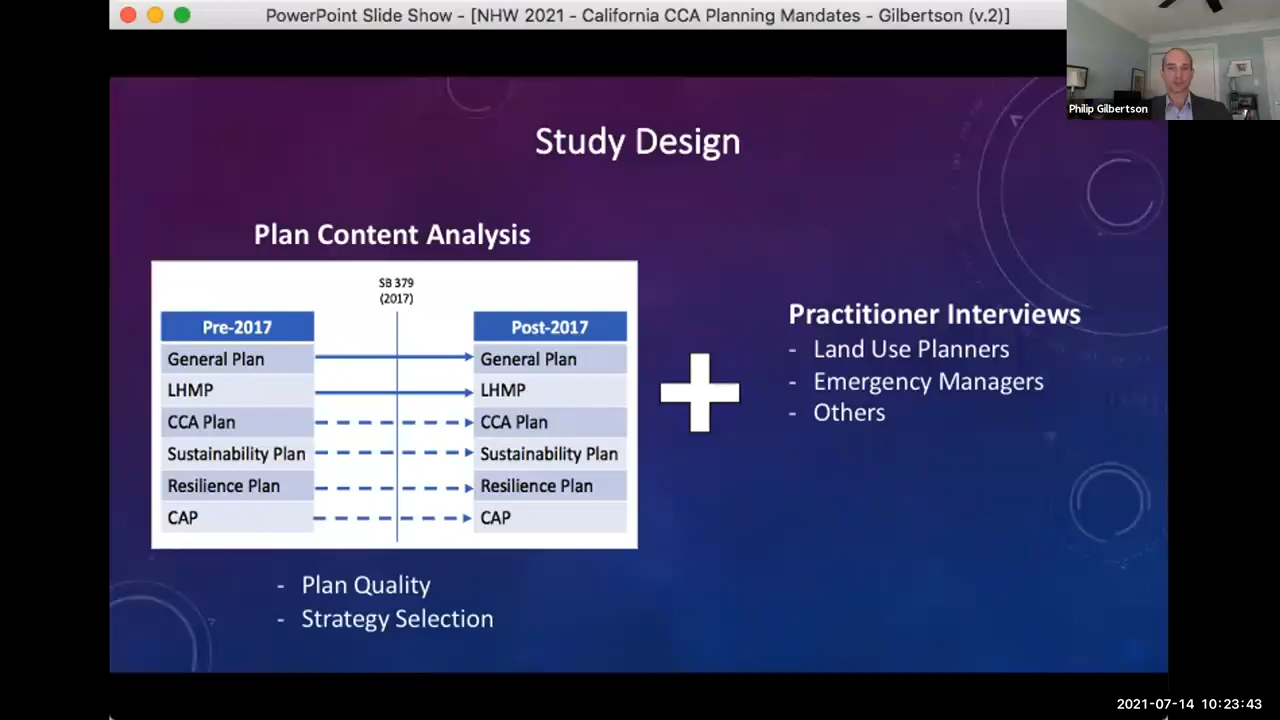 PowerPoint Slide Show - [NHW 2021 - California CCA Planning Mandates - Gilbertson (v.2)]
Philip Gilbertson
Study Design
Plan Content Analysis
SB 379
(2017)
Pre-2017
Post-2017
General Plan
General Plan
LHMP
LHMP
CCA Plan
CCA Plan
Sustainability Plan
Sustainability Plan
Resilience Plan
Resilience Plan
CAP
CAP
- Plan Quality
- Strategy Selection
Practitioner Interviews
- Land Use Planners
- Emergency Managers
- Others
2021-07-14 10:23:43